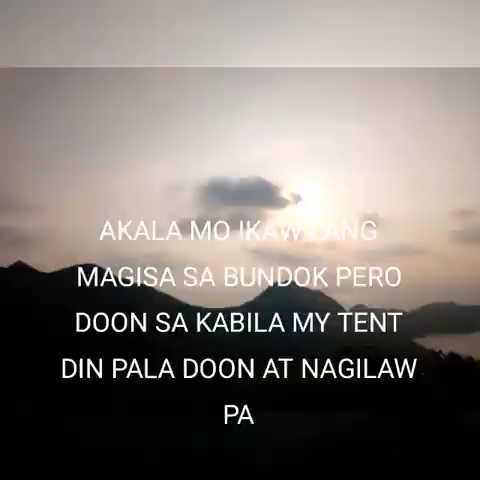 AKALA MO IKAW LANG
MAGISA SA BUNDOK PERO
DOON SA KABILA MY TENT
DIN PALA DOON AT NAGILAW
PA